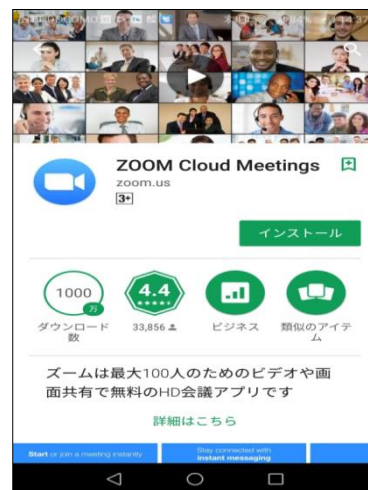 DOCOMO
84%
14:37
ZOOM Cloud Meetings
zoom.us
3+
インストール
1000
万
ダウンロード
数
4.4
33,856
ビジネス
類似のアイテ
ム
ズームは最大100人のためのビデオや画
面共有で無料のHD会議アプリです
詳細はこちら
Start or join a meeting instantly
Stay connected with
instant messaging